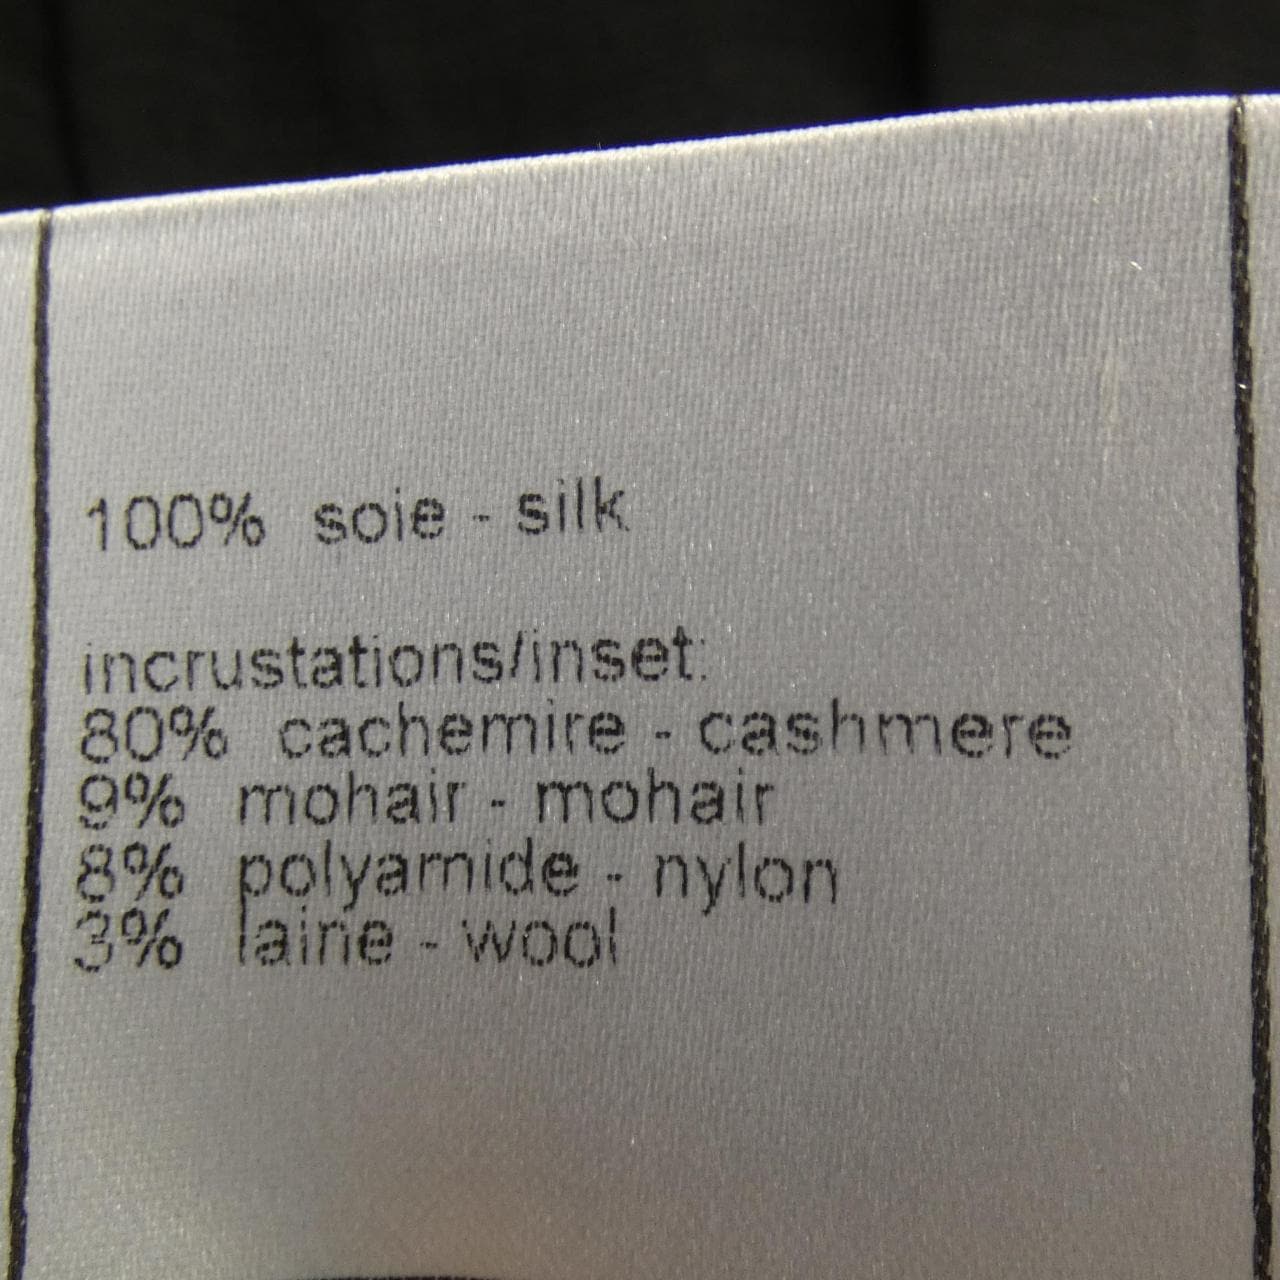 100% soie - silk
incrustations/inset:
80% cachemire - cashmere
9% mohair - mohair
8% polyamide - nylon
3% laine - wool